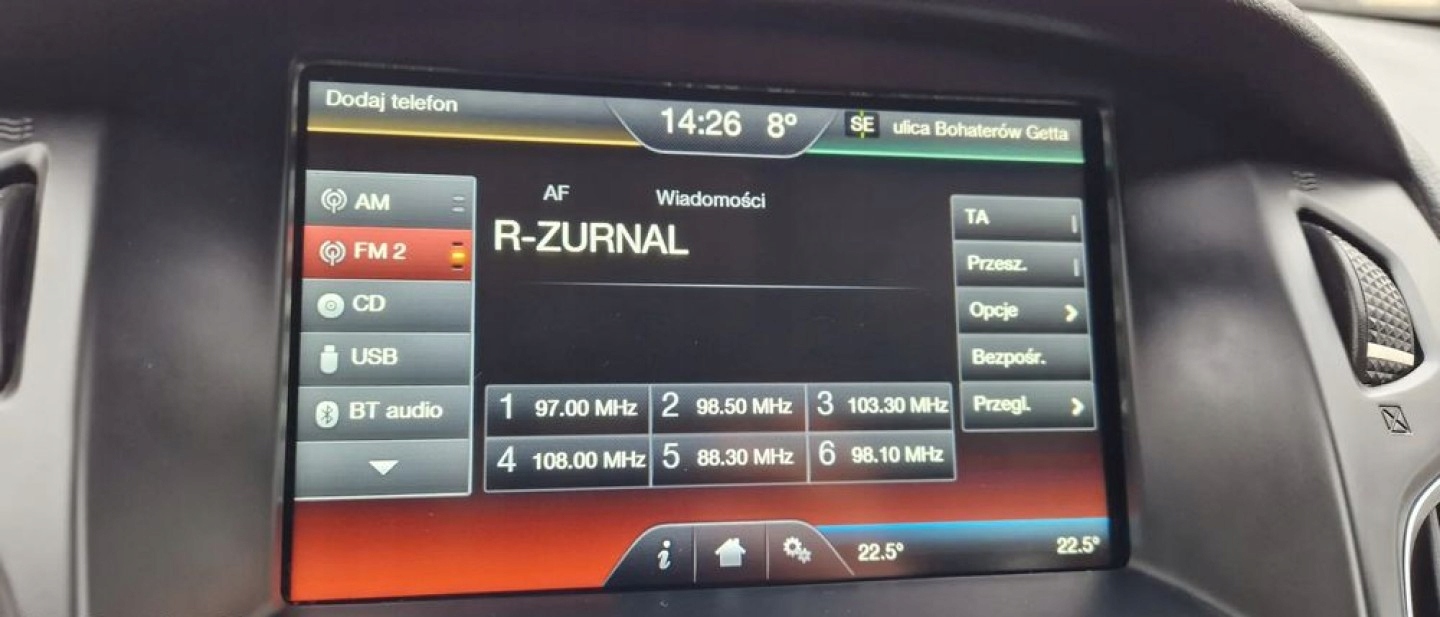 Dodaj telefon
14:26 8°
SE ulica Bohaterów Getta
AM
FM 2
CD
USB
BT audio
AF Wiadomości
R-ZURNAL
1 97.00 MHz 2 98.50 MHz 3 103.30 MHz
4 108.00 MHz 5 88.30 MHz 6 98.10 MHz
TA
Przesz.
Opcje
Bezpośr.
Przegl.
i
22.5° 22.5°